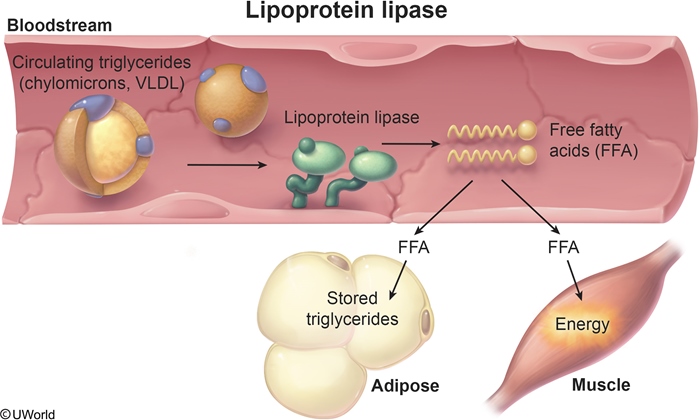 Lipoprotein lipase
Bloodstream
Circulating triglycerides
(chylomicrons, VLDL)
Lipoprotein lipase
Free fatty
acids (FFA)
FFA
FFA
Stored
triglycerides
Energy
Adipose
Muscle
©UWorld